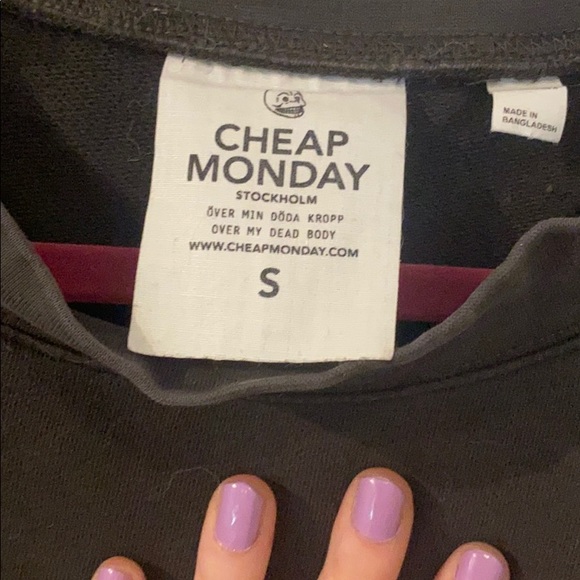 CHEAP
MONDAY
STOCKHOLM
ÖVER MIN DÖDA KROPP
OVER MY DEAD BODY
WWW.CHEAPMONDAY.COM
S
MADE IN
BANGLADESH